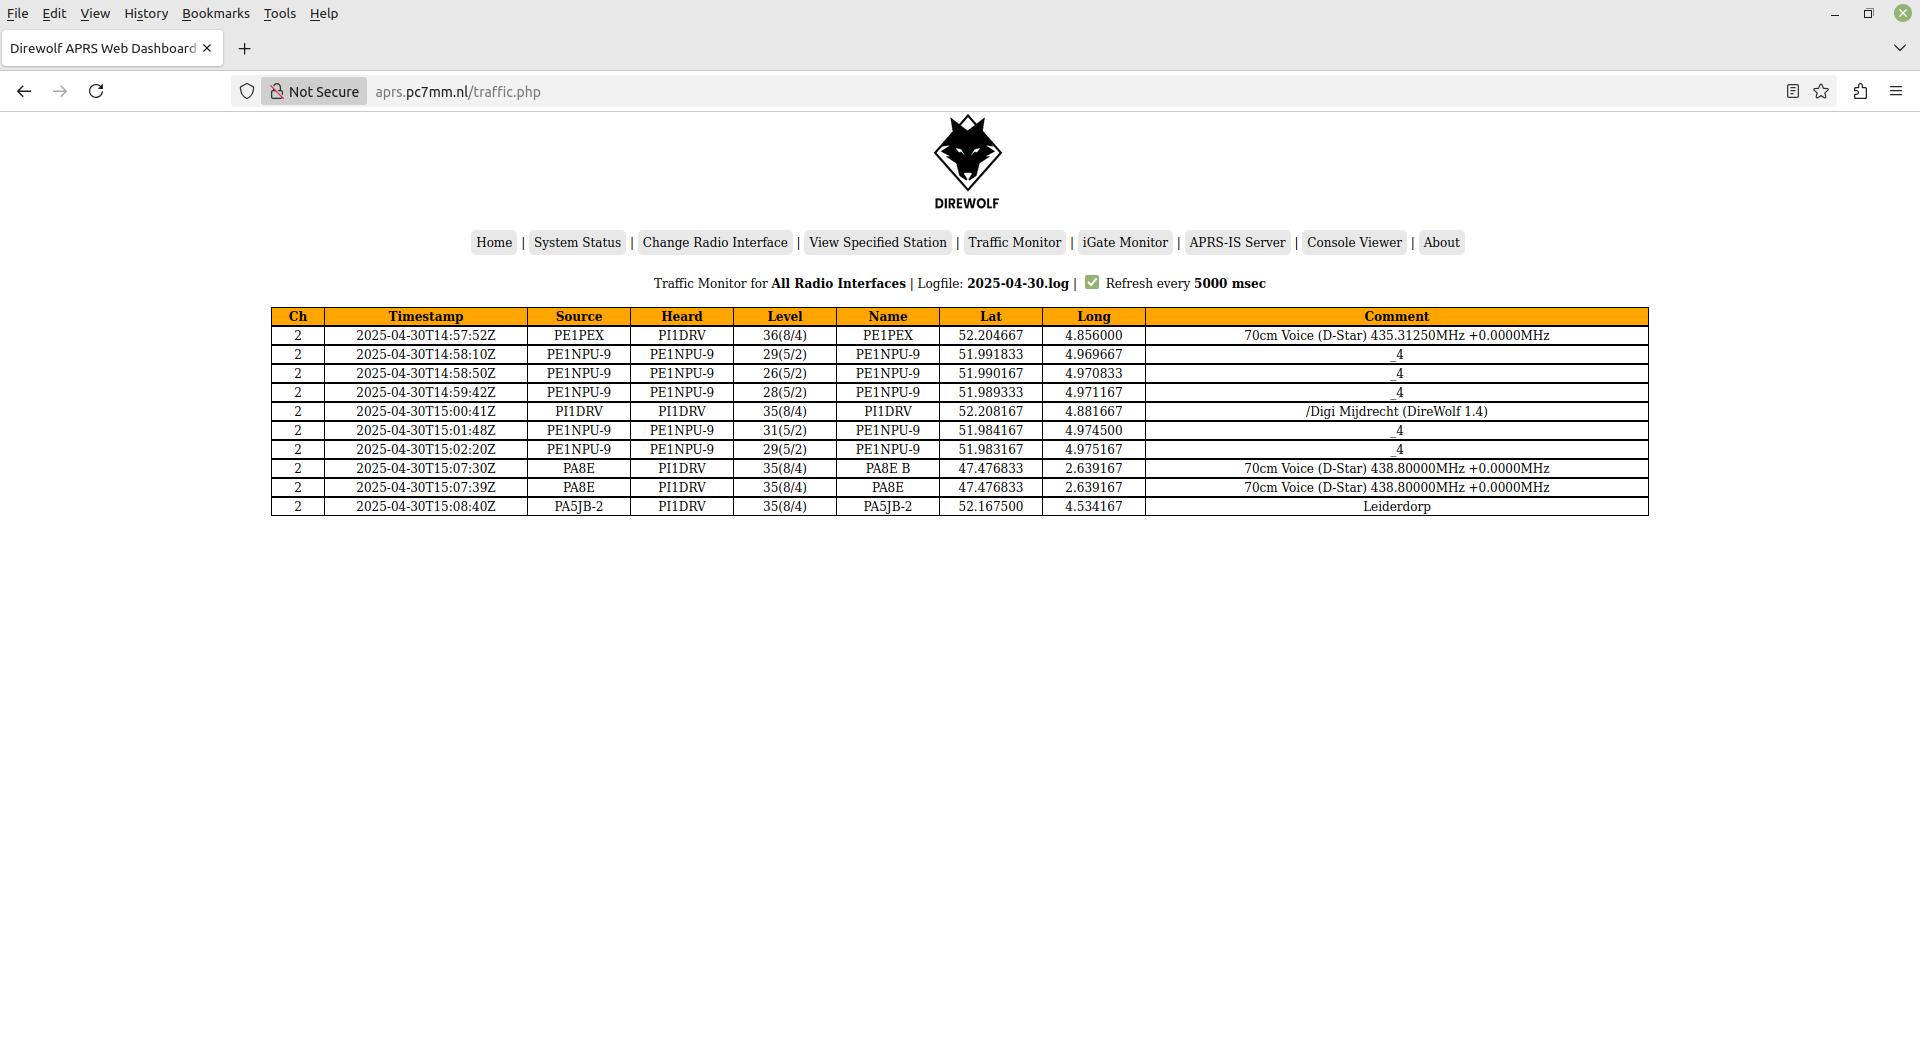 File Edit View History Bookmarks Tools Help
Direwolf APRS Web Dashboard
Not Secure aprs.pc7mm.nl/traffic.php
DIREWOLF
Home | System Status | Change Radio Interface | View Specified Station | Traffic Monitor | iGate Monitor | APRS-IS Server | Console Viewer | About
Traffic Monitor for All Radio Interfaces | Logfile: 2025-04-30.log | Refresh every 5000 msec
Ch Timestamp Source Heard Level Name Lat Long Comment
2 2025-04-30T14:57:52Z PE1PEX PI1DRV 36(8/4) PE1PEX 52.204667 4.856000 70cm Voice (D-Star) 435.31250MHz +0.0000MHz
2 2025-04-30T14:58:10Z PE1NPU-9 PE1NPU-9 29(5/2) PE1NPU-9 51.991833 4.969667 _4
2 2025-04-30T14:58:50Z PE1NPU-9 PE1NPU-9 26(5/2) PE1NPU-9 51.990167 4.970833 _4
2 2025-04-30T14:59:42Z PE1NPU-9 PE1NPU-9 28(5/2) PE1NPU-9 51.989333 4.971167 _4
2 2025-04-30T15:00:41Z PI1DRV PI1DRV 35(8/4) PI1DRV 52.208167 4.881667 /Digi Mijdrecht (DireWolf 1.4)
2 2025-04-30T15:01:48Z PE1NPU-9 PE1NPU-9 31(5/2) PE1NPU-9 51.984167 4.974500 _4
2 2025-04-30T15:02:20Z PE1NPU-9 PE1NPU-9 29(5/2) PE1NPU-9 51.983167 4.975167 _4
2 2025-04-30T15:07:30Z PA8E PI1DRV 35(8/4) PA8E B 47.476833 2.639167 70cm Voice (D-Star) 438.80000MHz +0.0000MHz
2 2025-04-30T15:07:39Z PA8E PI1DRV 35(8/4) PA8E 47.476833 2.639167 70cm Voice (D-Star) 438.80000MHz +0.0000MHz
2 2025-04-30T15:08:40Z PA5JB-2 PI1DRV 35(8/4) PA5JB-2 52.167500 4.534167 Leiderdorp